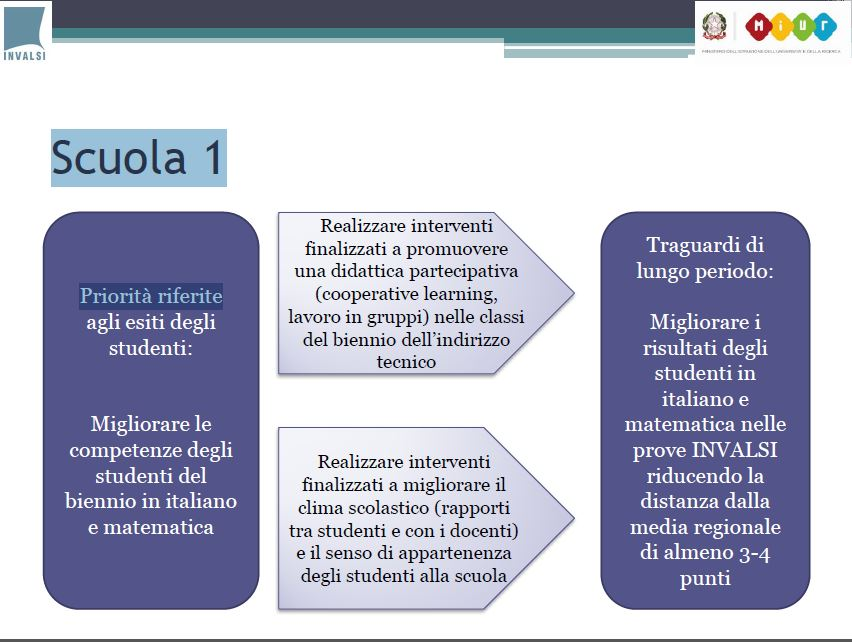 INVALSI
MIUR
MINISTERO DELL'ISTRUZIONE DELL'UNIVERSITÀ E DELLA RICERCA
Scuola 1
Priorità riferite
agli esiti degli
studenti:
Migliorare le
competenze degli
studenti del
biennio in italiano
e matematica
Realizzare interventi
finalizzati a promuovere
una didattica partecipativa
(cooperative learning,
lavoro in gruppi) nelle classi
del biennio dell'indirizzo
tecnico
Realizzare interventi
finalizzati a migliorare il
clima scolastico (rapporti
tra studenti e con i docenti)
e il senso di appartenenza
degli studenti alla scuola
Traguardi di
lungo periodo:
Migliorare i
risultati degli
studenti in
italiano e
matematica nelle
prove INVALSI
riducendo la
distanza dalla
media regionale
di almeno 3-4
punti